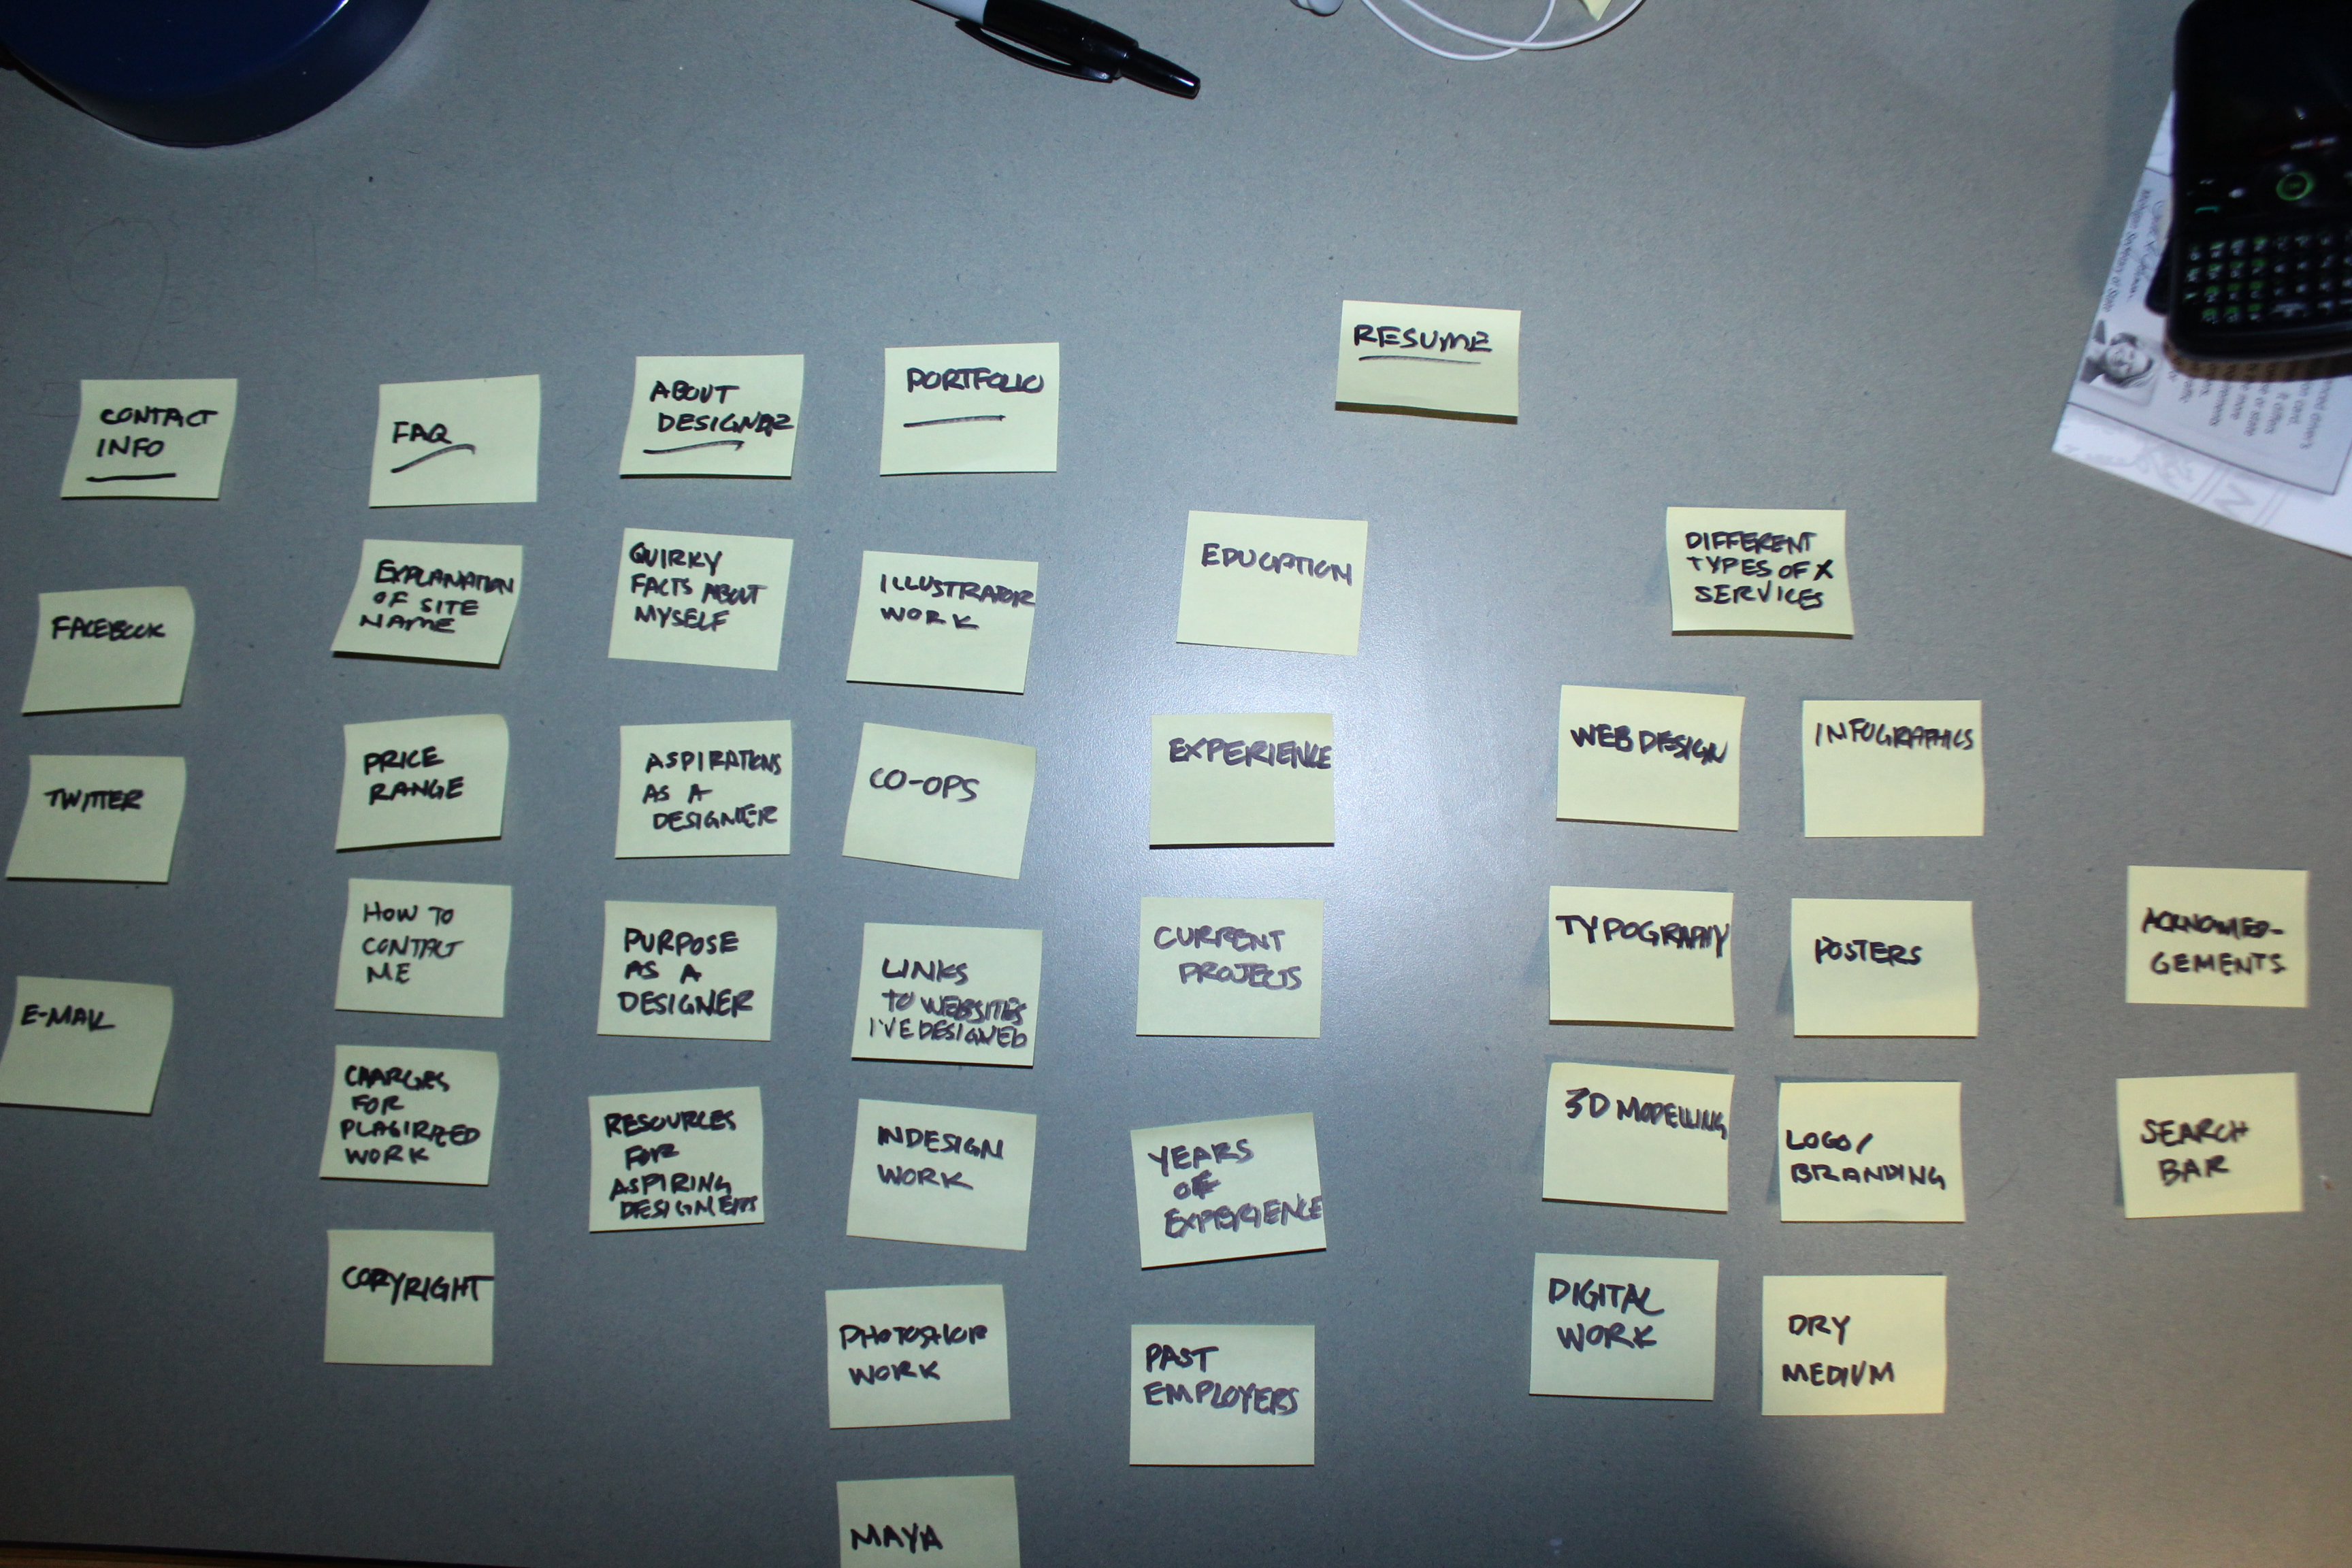 CONTACT
INFO
FACEBOOK
TWITTER
E-MAIL
FAQ
EXPLANATION
OF SITE
NAME
PRICE
RANGE
HOW TO
CONTACT
ME
CHARGES
FOR
PLAGIRIZED
WORK
COPYRIGHT
ABOUT
DESIGNER
QUIRKY
FACTS ABOUT
MYSELF
ASPIRATIONS
AS A
DESIGNER
PURPOSE
AS A
DESIGNER
RESOURCES
FOR
ASPIRING
DESIGNERS
PORTFOLIO
ILLUSTRATOR
WORK
CO-OPS
LINKS
TO WEBSITES
I'VE DESIGNED
INDESIGN
WORK
PHOTOSHOP
WORK
MAYA
RESUME
EDUCATION
EXPERIENCE
CURRENT
PROJECTS
YEARS
OF
EXPERIENCE
PAST
EMPLOYERS
DIFFERENT
TYPES OF X
SERVICES
WEB DESIGN
TYPOGRAPHY
3D MODELLING
DIGITAL
WORK
INFOGRAPHICS
POSTERS
LOGO/
BRANDING
DRY
MEDIUM
ACKNOWLED-
GEMENTS
SEARCH
BAR